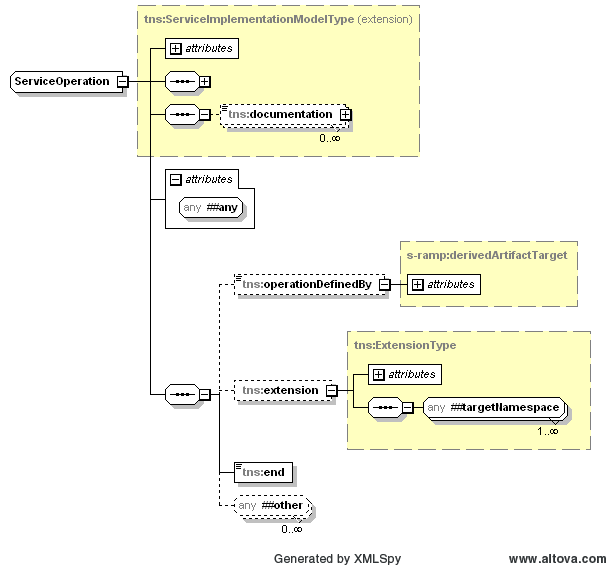 tns:ServiceImplementationModelType (extension)
attributes
ServiceOperation
tns:documentation
0..∞
attributes
any ##any
s-ramp:derivedArtifactTarget
tns:operationDefinedBy
attributes
tns:ExtensionType
attributes
tns:extension
any ##targetNamespace
1..∞
tns:end
any ##other
0..∞
Generated by XMLSpy
www.altova.com